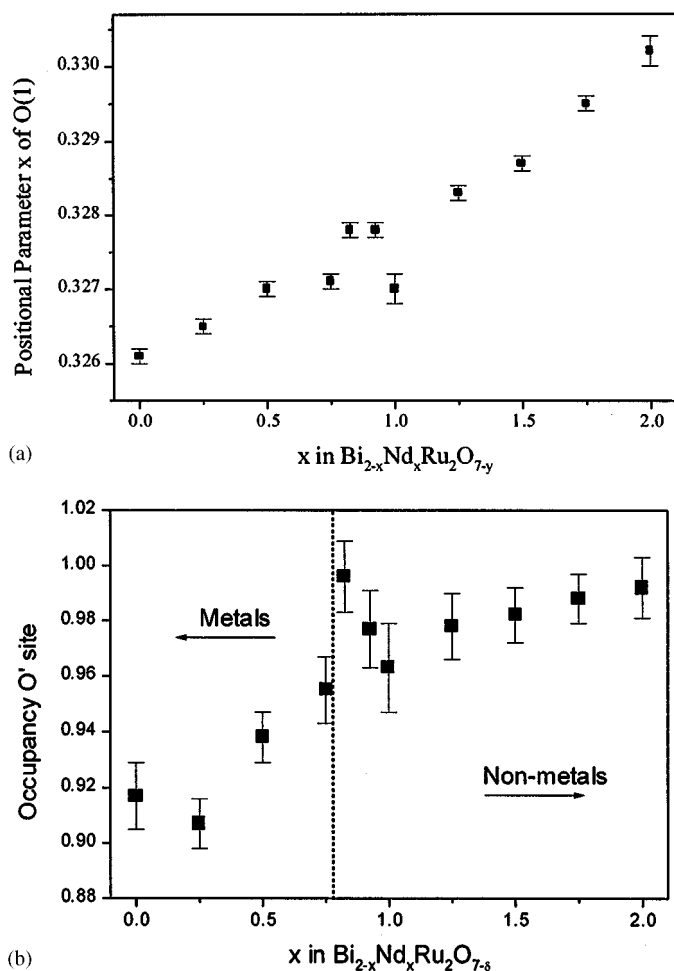 0.330
0.329
0.328
0.327
0.326
Positional Parameter x of O(1)
0.0 0.5 1.0 1.5 2.0
x in Bi2-xNdxRu2O7-y
(a)
1.02
1.00
0.98
0.96
0.94
0.92
0.90
0.88
Occupancy O' site
Metals
Non-metals
0.0 0.5 1.0 1.5 2.0
x in Bi2-xNdxRu2O7-δ
(b)